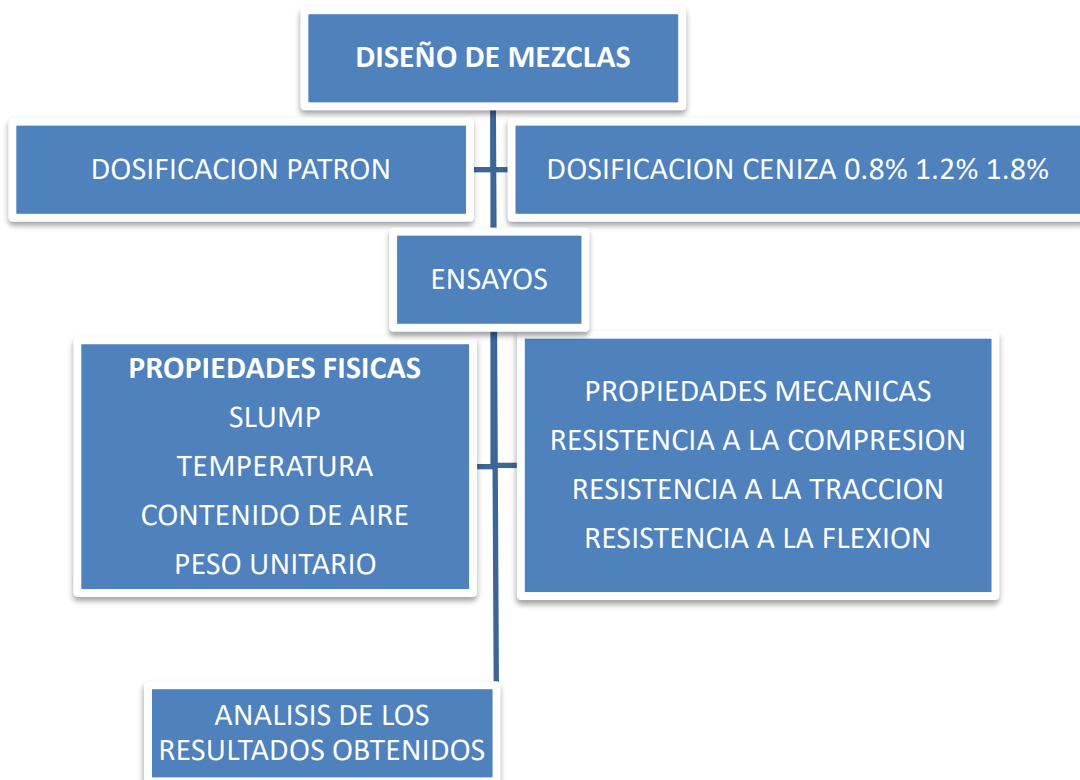 DISEÑO DE MEZCLAS
DOSIFICACION PATRON
DOSIFICACION CENIZA 0.8% 1.2% 1.8%
ENSAYOS
PROPIEDADES FISICAS
SLUMP
TEMPERATURA
CONTENIDO DE AIRE
PESO UNITARIO
PROPIEDADES MECANICAS
RESISTENCIA A LA COMPRESION
RESISTENCIA A LA TRACCION
RESISTENCIA A LA FLEXION
ANALISIS DE LOS
RESULTADOS OBTENIDOS